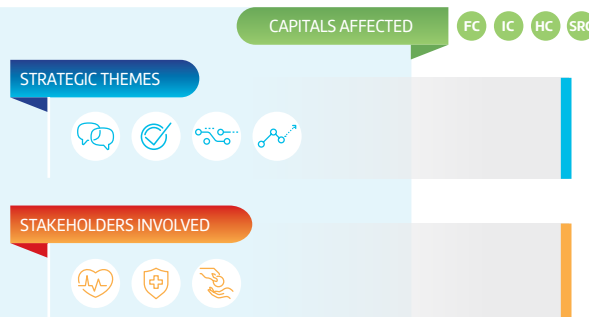 CAPITALS AFFECTED FC IC HC SRC
STRATEGIC THEMES
STAKEHOLDERS INVOLVED